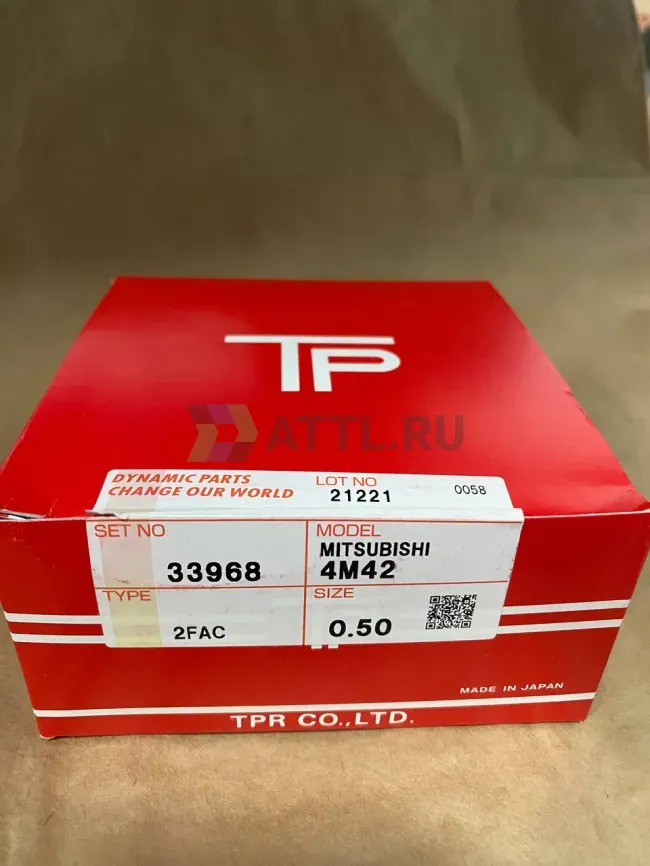 TP
ATTL.RU
DYNAMIC PARTS
CHANGE OUR WORLD
LOT NO.
21221
0058
SET NO
33968
MODEL
MITSUBISHI
4M42
TYPE
2FAC
SIZE
0.50
MADE IN JAPAN
TPR CO.,LTD.